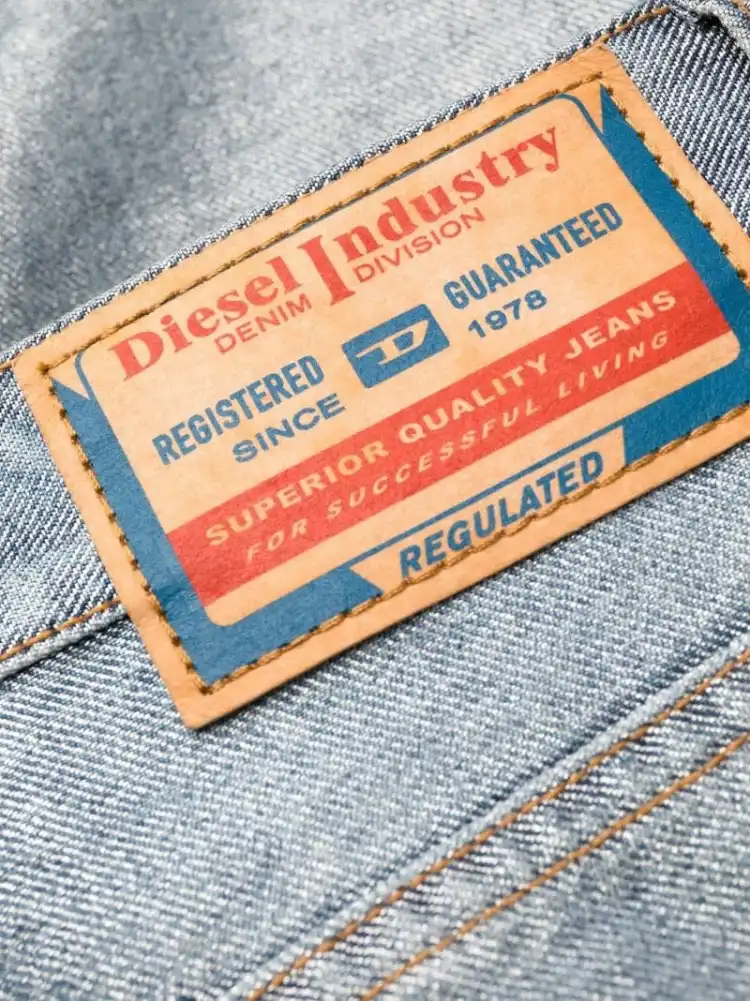 Diesel Industry
DENIM DIVISION
REGISTERED D GUARANTEED
SINCE 1978
SUPERIOR QUALITY JEANS
FOR SUCCESSFUL LIVING
REGULATED